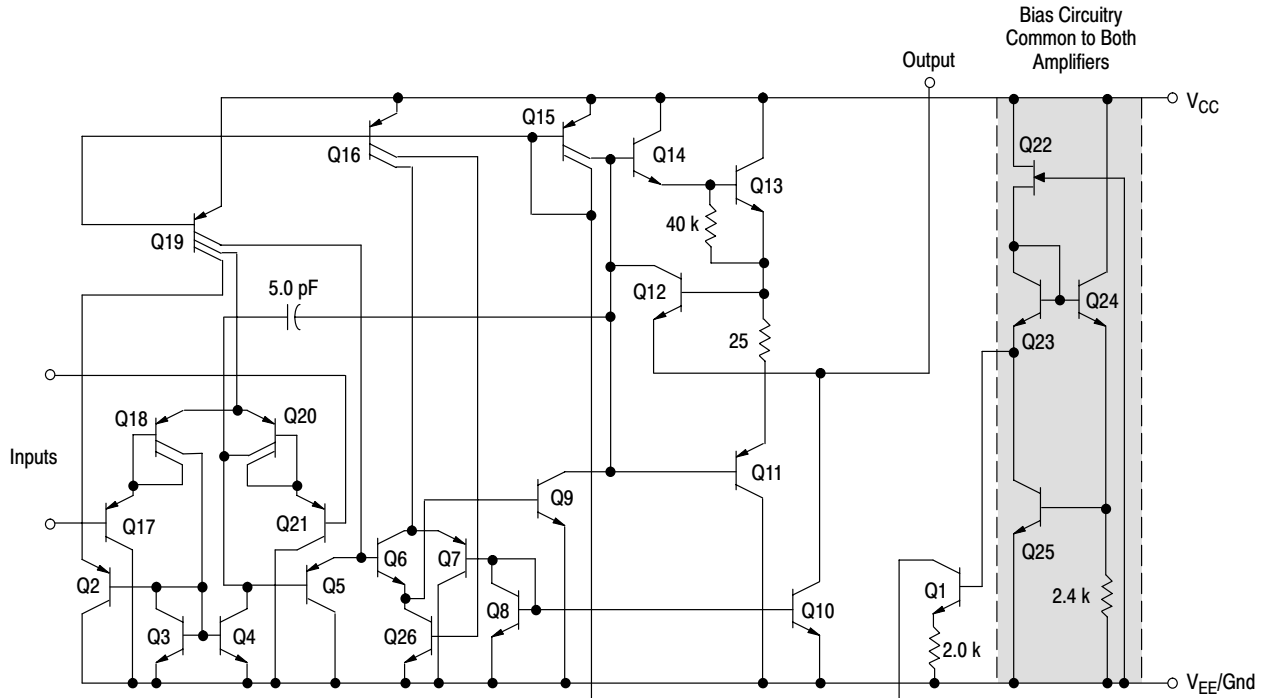 Bias Circuitry
Common to Both
Amplifiers
Output
VCC
Q15
Q22
Q16
Q14
Q13
40 k
Q19
5.0 pF
Q12
Q24
25
Q23
Q18
Q20
Inputs
Q11
Q9
Q17
Q21
Q6
Q7
Q25
Q2
Q5
Q1
Q3
Q4
Q8
Q10
2.4 k
Q26
2.0 k
VEE/Gnd